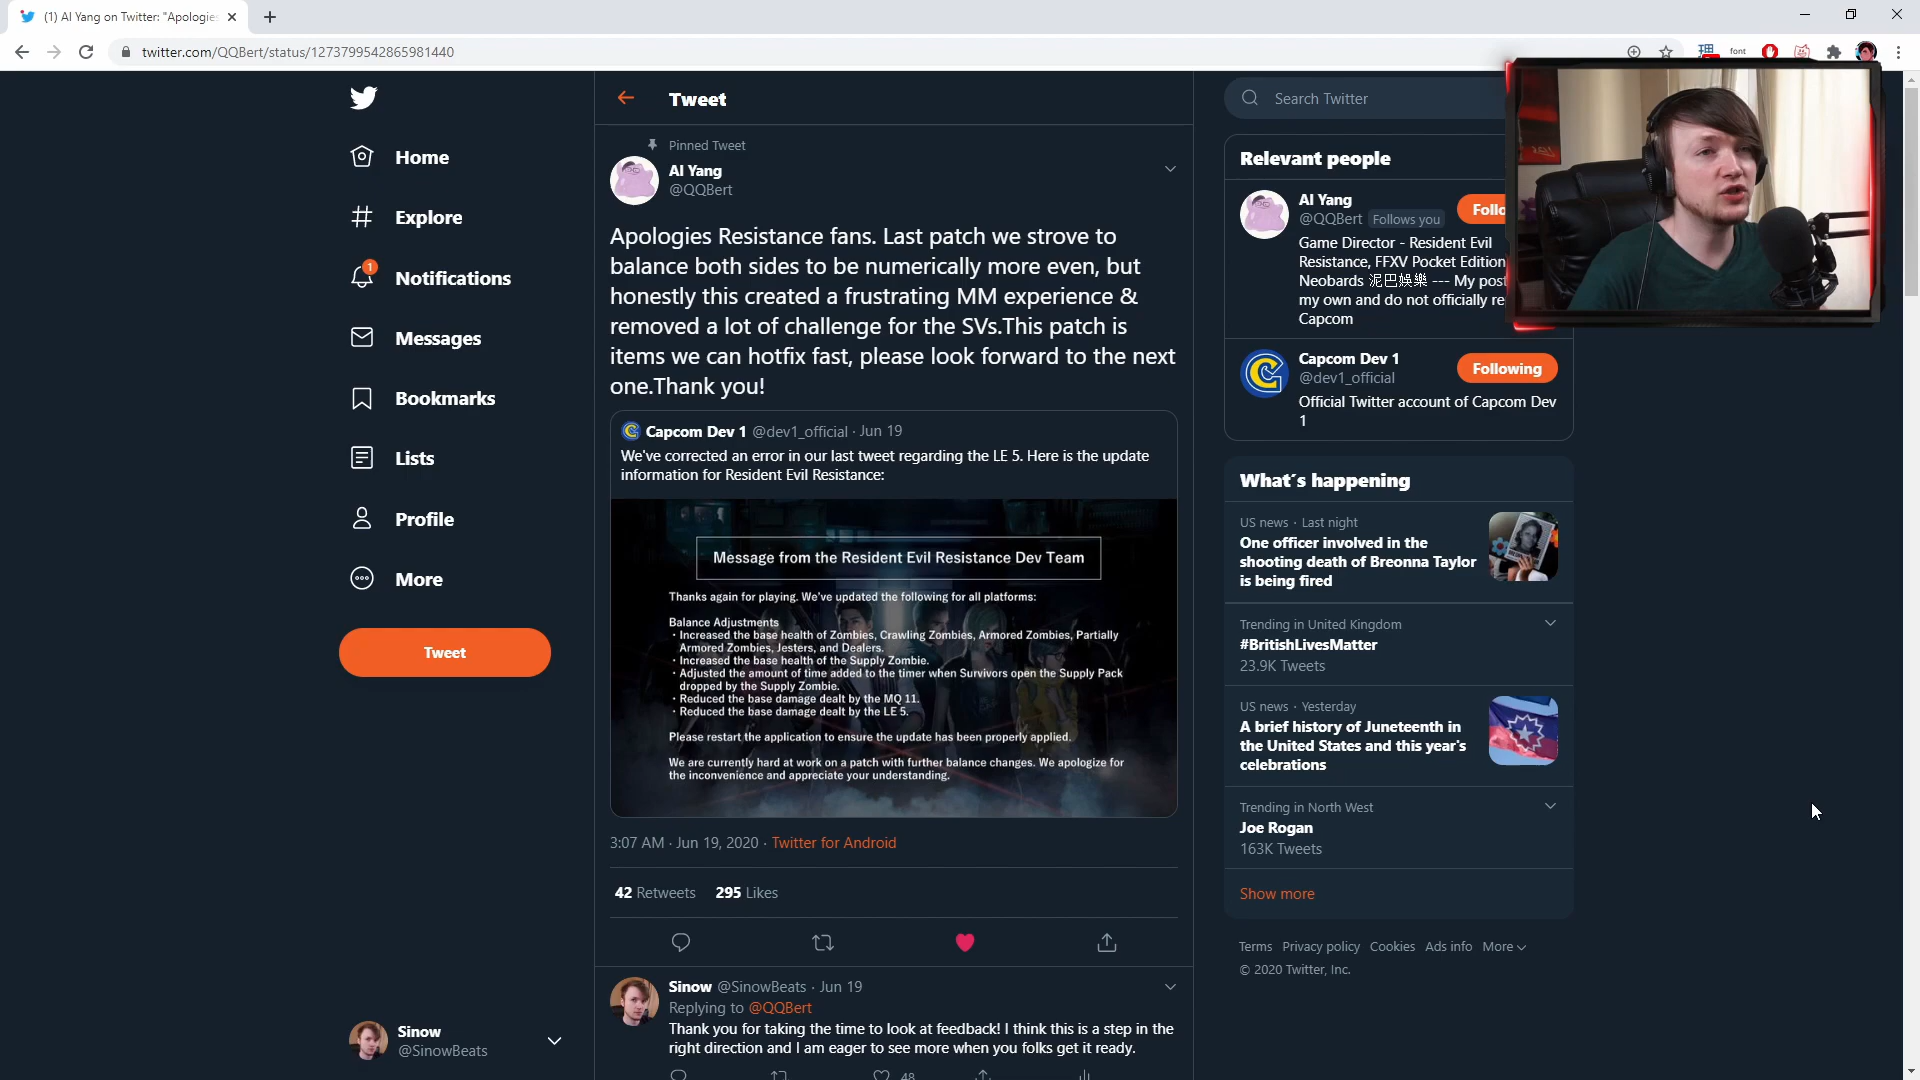 (1) Al Yang on Twitter: "Apologies
twitter.com/QQBert/status/1273799542865981440
font
Home
Explore
1
Notifications
Messages
Bookmarks
Lists
Profile
More
Tweet
Sinow
@SinowBeats
Tweet
Pinned Tweet
Al Yang
@QQBert
Apologies Resistance fans. Last patch we strove to
balance both sides to be numerically more even, but
honestly this created a frustrating MM experience &
removed a lot of challenge for the SVs.This patch is
items we can hotfix fast, please look forward to the next
one.Thank you!
Capcom Dev 1 @dev1_official · Jun 19
We've corrected an error in our last tweet regarding the LE 5. Here is the update
information for Resident Evil Resistance:
Message from the Resident Evil Resistance Dev Team
Thanks again for playing. We've updated the following for all platforms:
Balance Adjustments
・Increased the base health of Zombies, Crawling Zombies, Armored Zombies, Partially
Armored Zombies, Jesters, and Dealers.
・Increased the base health of the Supply Zombie.
・Adjusted the amount of time added to the timer when Survivors open the Supply Pack
dropped by the Supply Zombie.
・Reduced the base damage dealt by the MQ 11.
・Reduced the base damage dealt by the LE 5.
Please restart the application to ensure the update has been properly applied.
We are currently hard at work on a patch with further balance changes. We apologize for
the inconvenience and appreciate your understanding.
3:07 AM · Jun 19, 2020 · Twitter for Android
42 Retweets 295 Likes
Sinow @SinowBeats · Jun 19
Replying to @QQBert
Thank you for taking the time to look at feedback! I think this is a step in the
right direction and I am eager to see more when you folks get it ready.
48
Search Twitter
Relevant people
Al Yang
@QQBert Follows you
Follo
Game Director - Resident Evil
Resistance, FFXV Pocket Edition
Neobards 泥巴娛樂 --- My post
my own and do not officially re
Capcom
Capcom Dev 1
@dev1_official
Following
Official Twitter account of Capcom Dev
1
What's happening
US news · Last night
One officer involved in the
shooting death of Breonna Taylor
is being fired
Trending in United Kingdom
#BritishLivesMatter
23.9K Tweets
US news · Yesterday
A brief history of Juneteenth in
the United States and this year's
celebrations
Trending in North West
Joe Rogan
163K Tweets
Show more
Terms Privacy policy Cookies Ads info More
© 2020 Twitter, Inc.